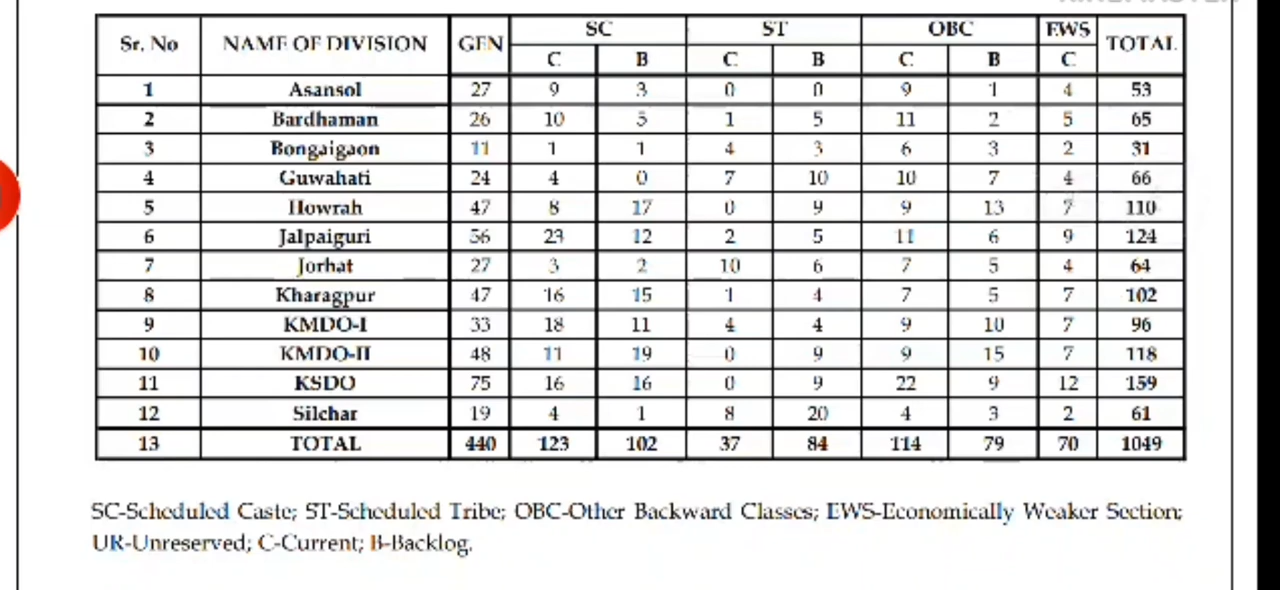 Sr. No NAME OF DIVISION GEN SC ST OBC EWS TOTAL
C B C B C B C
1 Asansol 27 9 3 0 0 9 1 4 53
2 Bardhaman 26 10 5 1 5 11 2 5 65
3 Bongaigaon 11 1 1 4 3 6 3 2 31
4 Guwahati 24 4 0 7 10 10 7 4 66
5 Howrah 47 8 17 0 9 9 13 7 110
6 Jalpaiguri 56 23 12 2 5 11 6 9 124
7 Jorhat 27 3 2 10 6 7 5 4 64
8 Kharagpur 47 16 15 1 4 7 5 7 102
9 KMDO-I 33 18 11 4 4 9 10 7 96
10 KMDO-II 48 11 19 0 9 9 15 7 118
11 KSDO 75 16 16 0 9 22 9 12 159
12 Silchar 19 4 1 8 20 4 3 2 61
13 TOTAL 440 123 102 37 84 114 79 70 1049
SC-Scheduled Caste; ST-Scheduled Tribe; OBC-Other Backward Classes; EWS-Economically Weaker Section;
UR-Unreserved; C-Current; B-Backlog.